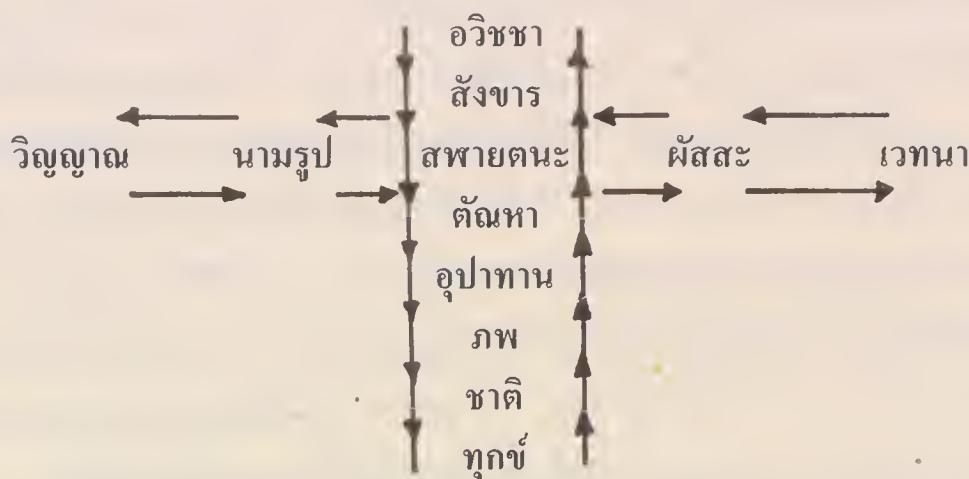 อวิชชา
สังขาร
วิญญาณ นามรูป สฬายตนะ ผัสสะ เวทนา
ตัณหา
อุปาทาน
ภพ
ชาติ
ทุกข์